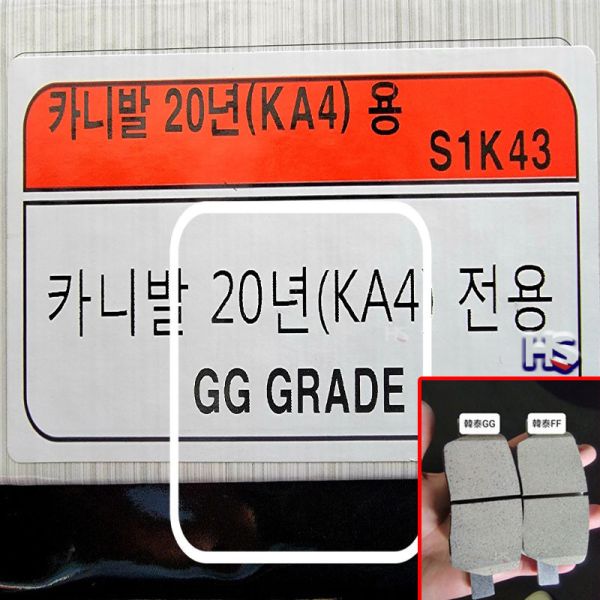 카니발 20년(KA4) 용
S1K43
카니발 20년(KA4) 전용
GG GRADE
HS
韓泰GG
韓泰FF